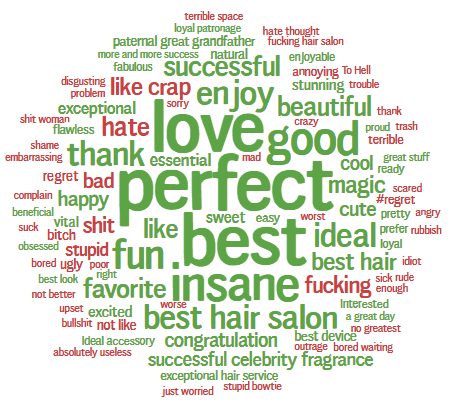 terrible space
loyal patronage
hate thought
paternal great grandfather
fucking hair salon
more and more success
natural
enjoyable
fabulous
successful
annoying
To Hell
disgusting
like crap
enjoy
stunning
trouble
problem
sorry
beautiful
exceptional
thank
shit woman
hate
love
good
crazy
proud
trash
flawless
terrible
shame
thank
essential
mad
cool
great stuff
embarrassing
ready
regret
bad
perfect
magic
scared
complain
happy
#regret
beneficial
sweet
easy
worst
cute
pretty
angry
vital
shit
like
suck
bitch
best
ideal
prefer
rubbish
obsessed
stupid
fun
.
loyal
bored
ugly
poor
best hair
idiot
best look
right
insane
sick
rude
favorite
fucking
enough
not better
worse
Interested
upset
excited
best hair salon
a great day
bullshit
not like
no greatest
Ideal accessory
congratulation
best device
absolutely useless
outrage
bored waiting
successful celebrity fragrance
exceptional hair service
just worried
stupid bowtie